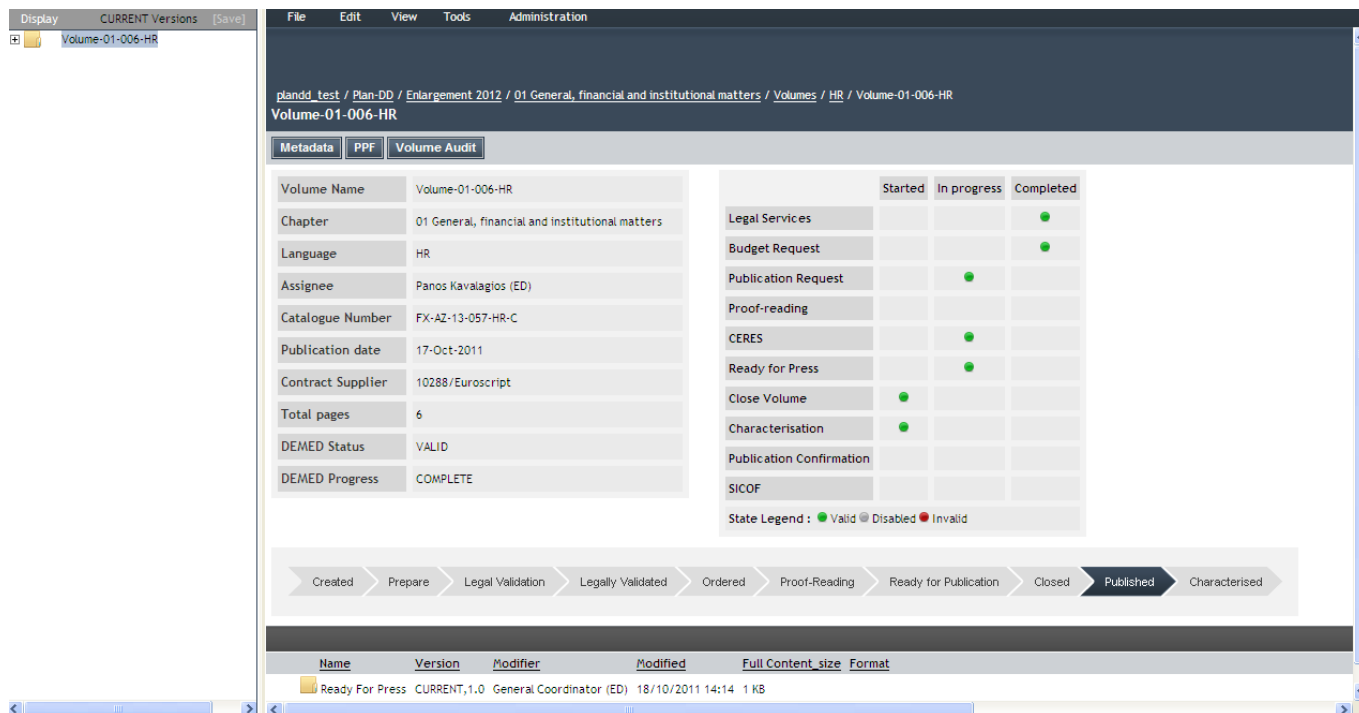 Display CURRENT Versions [Save]
Volume-01-006-HR
File Edit View Tools Administration
plandd_test / Plan-DD / Enlargement 2012 / 01 General, financial and institutional matters / Volumes / HR / Volume-01-006-HR
Volume-01-006-HR
Metadata PPF Volume Audit
Volume Name Volume-01-006-HR
Chapter 01 General, financial and institutional matters
Language HR
Assignee Panos Kavalagios (ED)
Catalogue Number FX-AZ-13-057-HR-C
Publication date 17-Oct-2011
Contract Supplier 10288/Euroscript
Total pages 6
DEMED Status VALID
DEMED Progress COMPLETE
Started In progress Completed
Legal Services
Budget Request
Publication Request
Proof-reading
CERES
Ready for Press
Close Volume
Characterisation
Publication Confirmation
SICOF
State Legend : Valid Disabled Invalid
Created Prepare Legal Validation Legally Validated Ordered Proof-Reading Ready for Publication Closed Published Characterised
Name Version Modifier Modified Full Content_size Format
Ready For Press CURRENT,1.0 General Coordinator (ED) 18/10/2011 14:14 1 KB